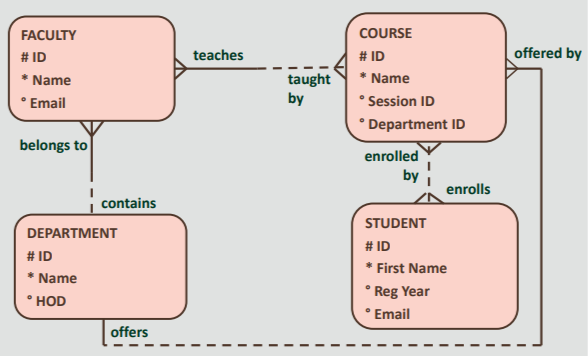 FACULTY
# ID
* Name
° Email
teaches
taught
by
COURSE
# ID
* Name
° Session ID
° Department ID
offered by
belongs to
contains
enrolled
by
enrolls
DEPARTMENT
# ID
* Name
° HOD
STUDENT
# ID
* First Name
° Reg Year
° Email
offers